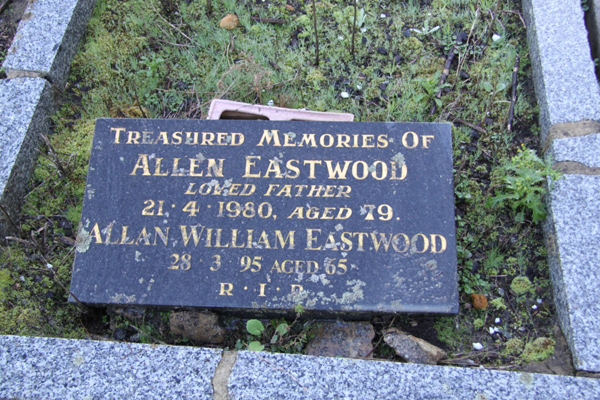 TREASURED MEMORIES OF
ALLEN EASTWOOD
LOVED FATHER
21·4·1980, AGED 79.
ALLAN WILLIAM EASTWOOD
28 3 95 AGED 65
R·I·P